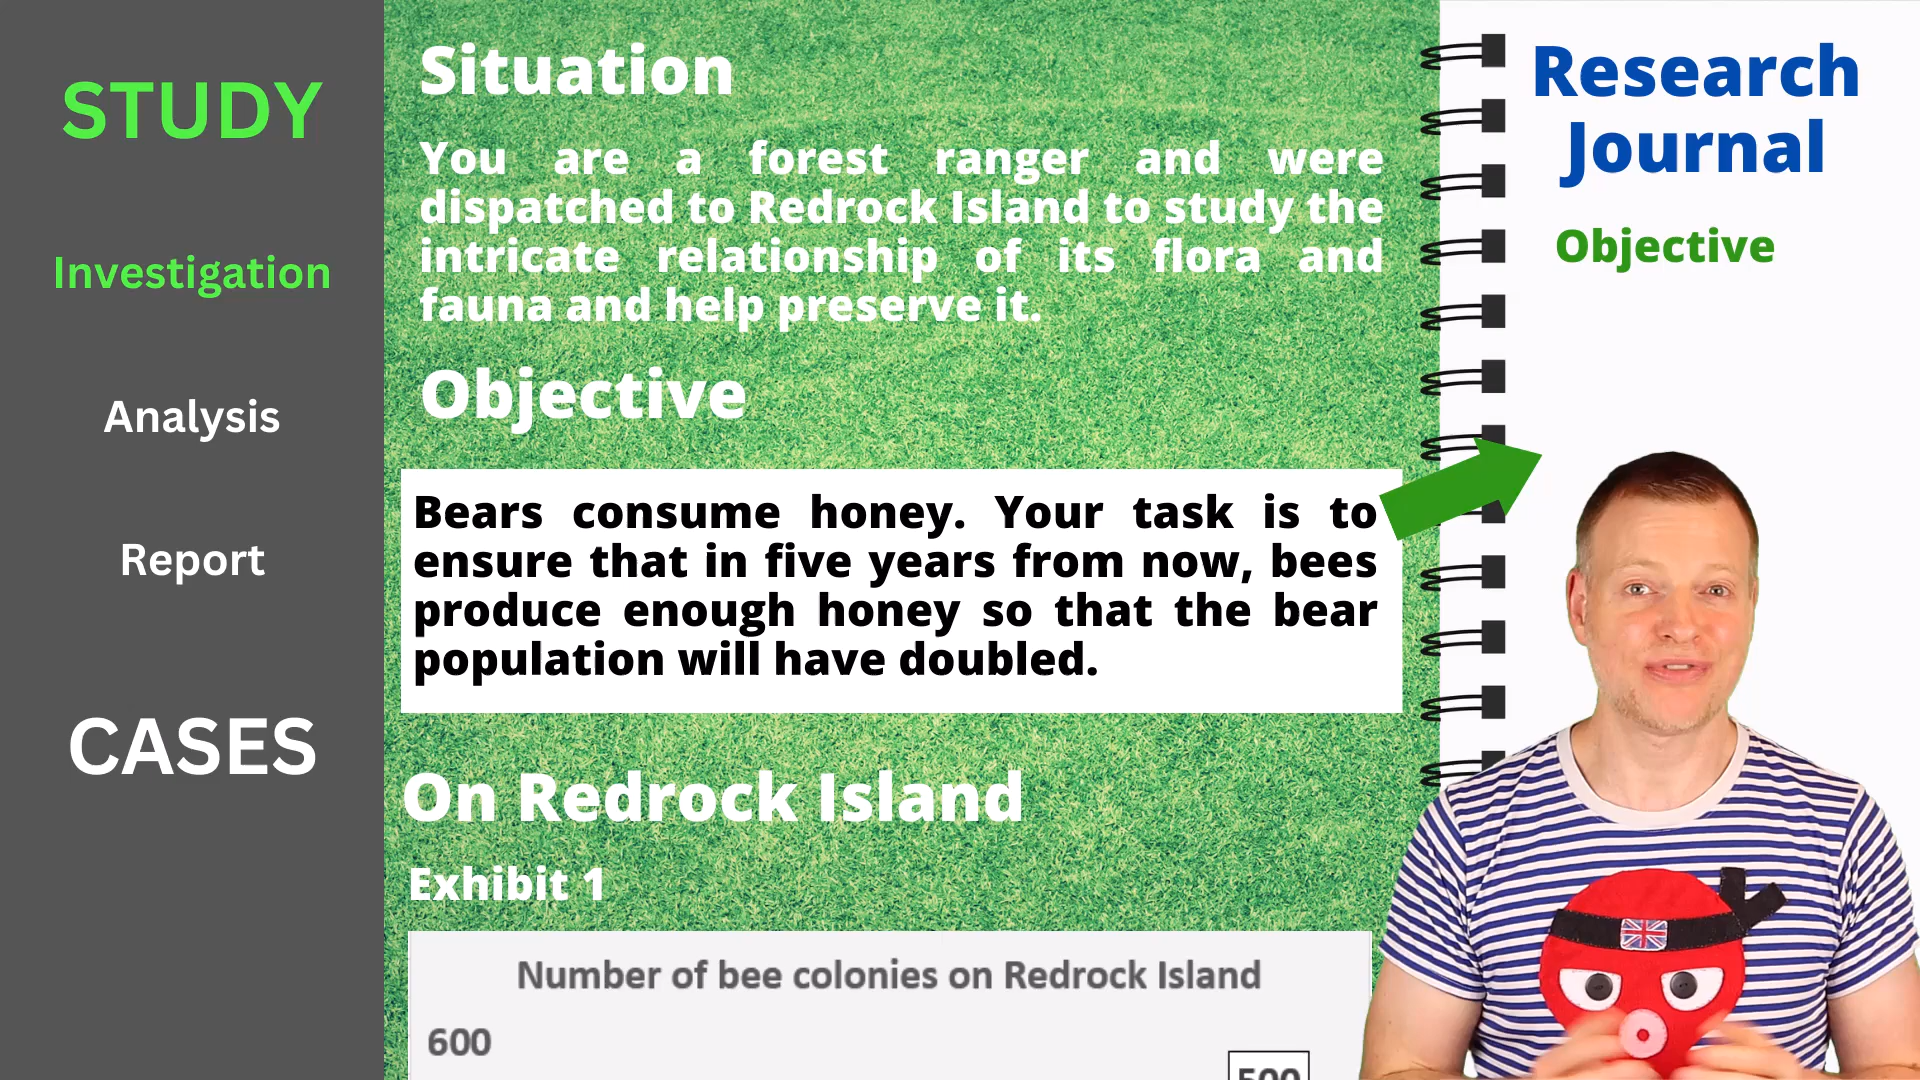 STUDY
Investigation
Analysis
Report
CASES
Situation
You are a forest ranger and were
dispatched to Redrock Island to study the
intricate relationship of its flora and
fauna and help preserve it.
Objective
Bears consume honey. Your task is to
ensure that in five years from now, bees
produce enough honey so that the bear
population will have doubled.
On Redrock Island
Exhibit 1
Number of bee colonies on Redrock Island
600
500
Research
Journal
Objective